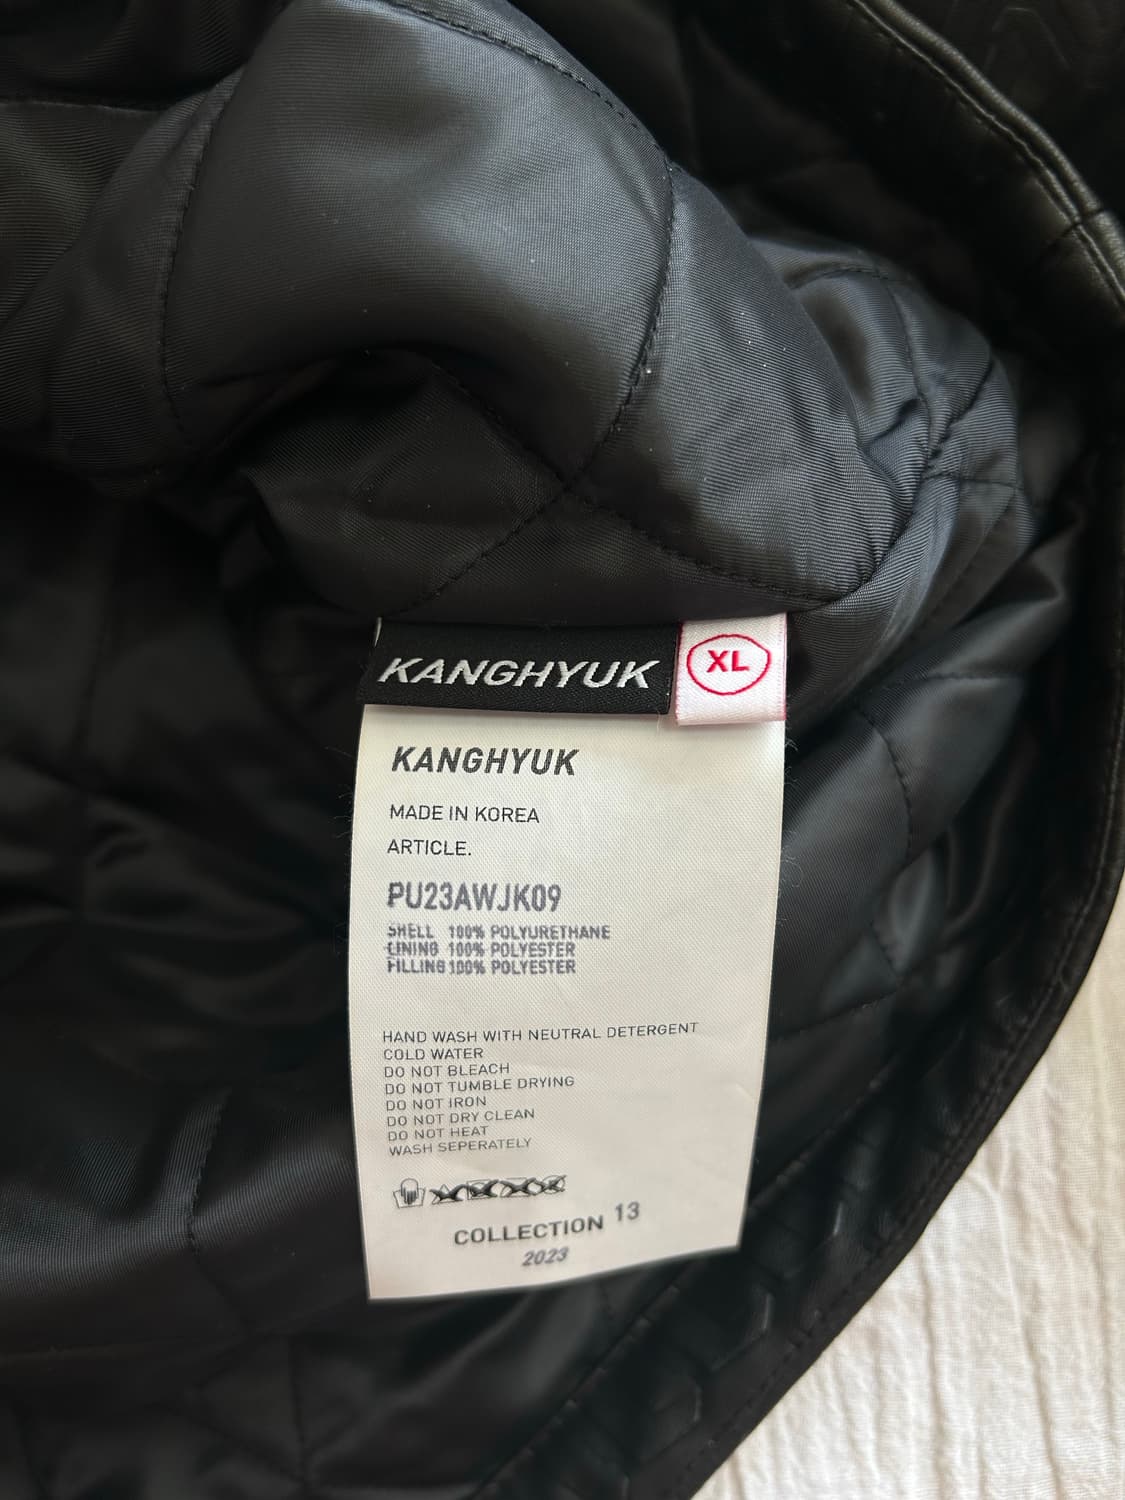 KANGHYUK XL
KANGHYUK
MADE IN KOREA
ARTICLE.
PU23AWJK09
SHELL 100% POLYURETHANE
LINING 100% POLYESTER
FILLING 100% POLYESTER
HAND WASH WITH NEUTRAL DETERGENT
COLD WATER
DO NOT BLEACH
DO NOT TUMBLE DRYING
DO NOT IRON
DO NOT DRY CLEAN
DO NOT HEAT
WASH SEPERATELY
COLLECTION 13
2023